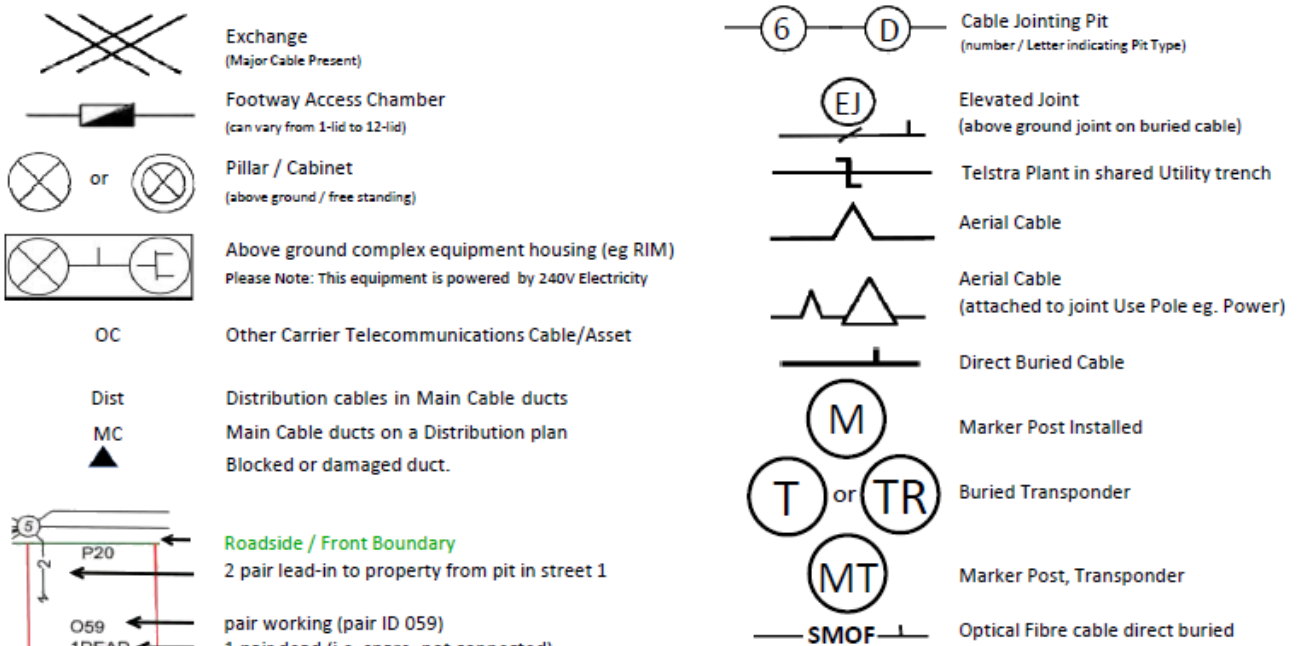 Exchange
(Major Cable Present)
Footway Access Chamber
(can vary from 1-lid to 12-lid)
or
Pillar / Cabinet
(above ground / free standing)
Above ground complex equipment housing (eg RIM)
Please Note: This equipment is powered by 240V Electricity
OC Other Carrier Telecommunications Cable/Asset
Dist Distribution cables in Main Cable ducts
MC Main Cable ducts on a Distribution plan
Blocked or damaged duct.
5
Roadside / Front Boundary
P20
2
2 pair lead-in to property from pit in street 1
O59 pair working (pair ID 059)
1DEAD 1 pair dead (i.e. spare, not connected)
6 D Cable Jointing Pit
(number / Letter indicating Pit Type)
EJ Elevated Joint
(above ground joint on buried cable)
Telstra Plant in shared Utility trench
Aerial Cable
Aerial Cable
(attached to joint Use Pole eg. Power)
Direct Buried Cable
M Marker Post Installed
T or TR Buried Transponder
MT Marker Post, Transponder
SMOF Optical Fibre cable direct buried